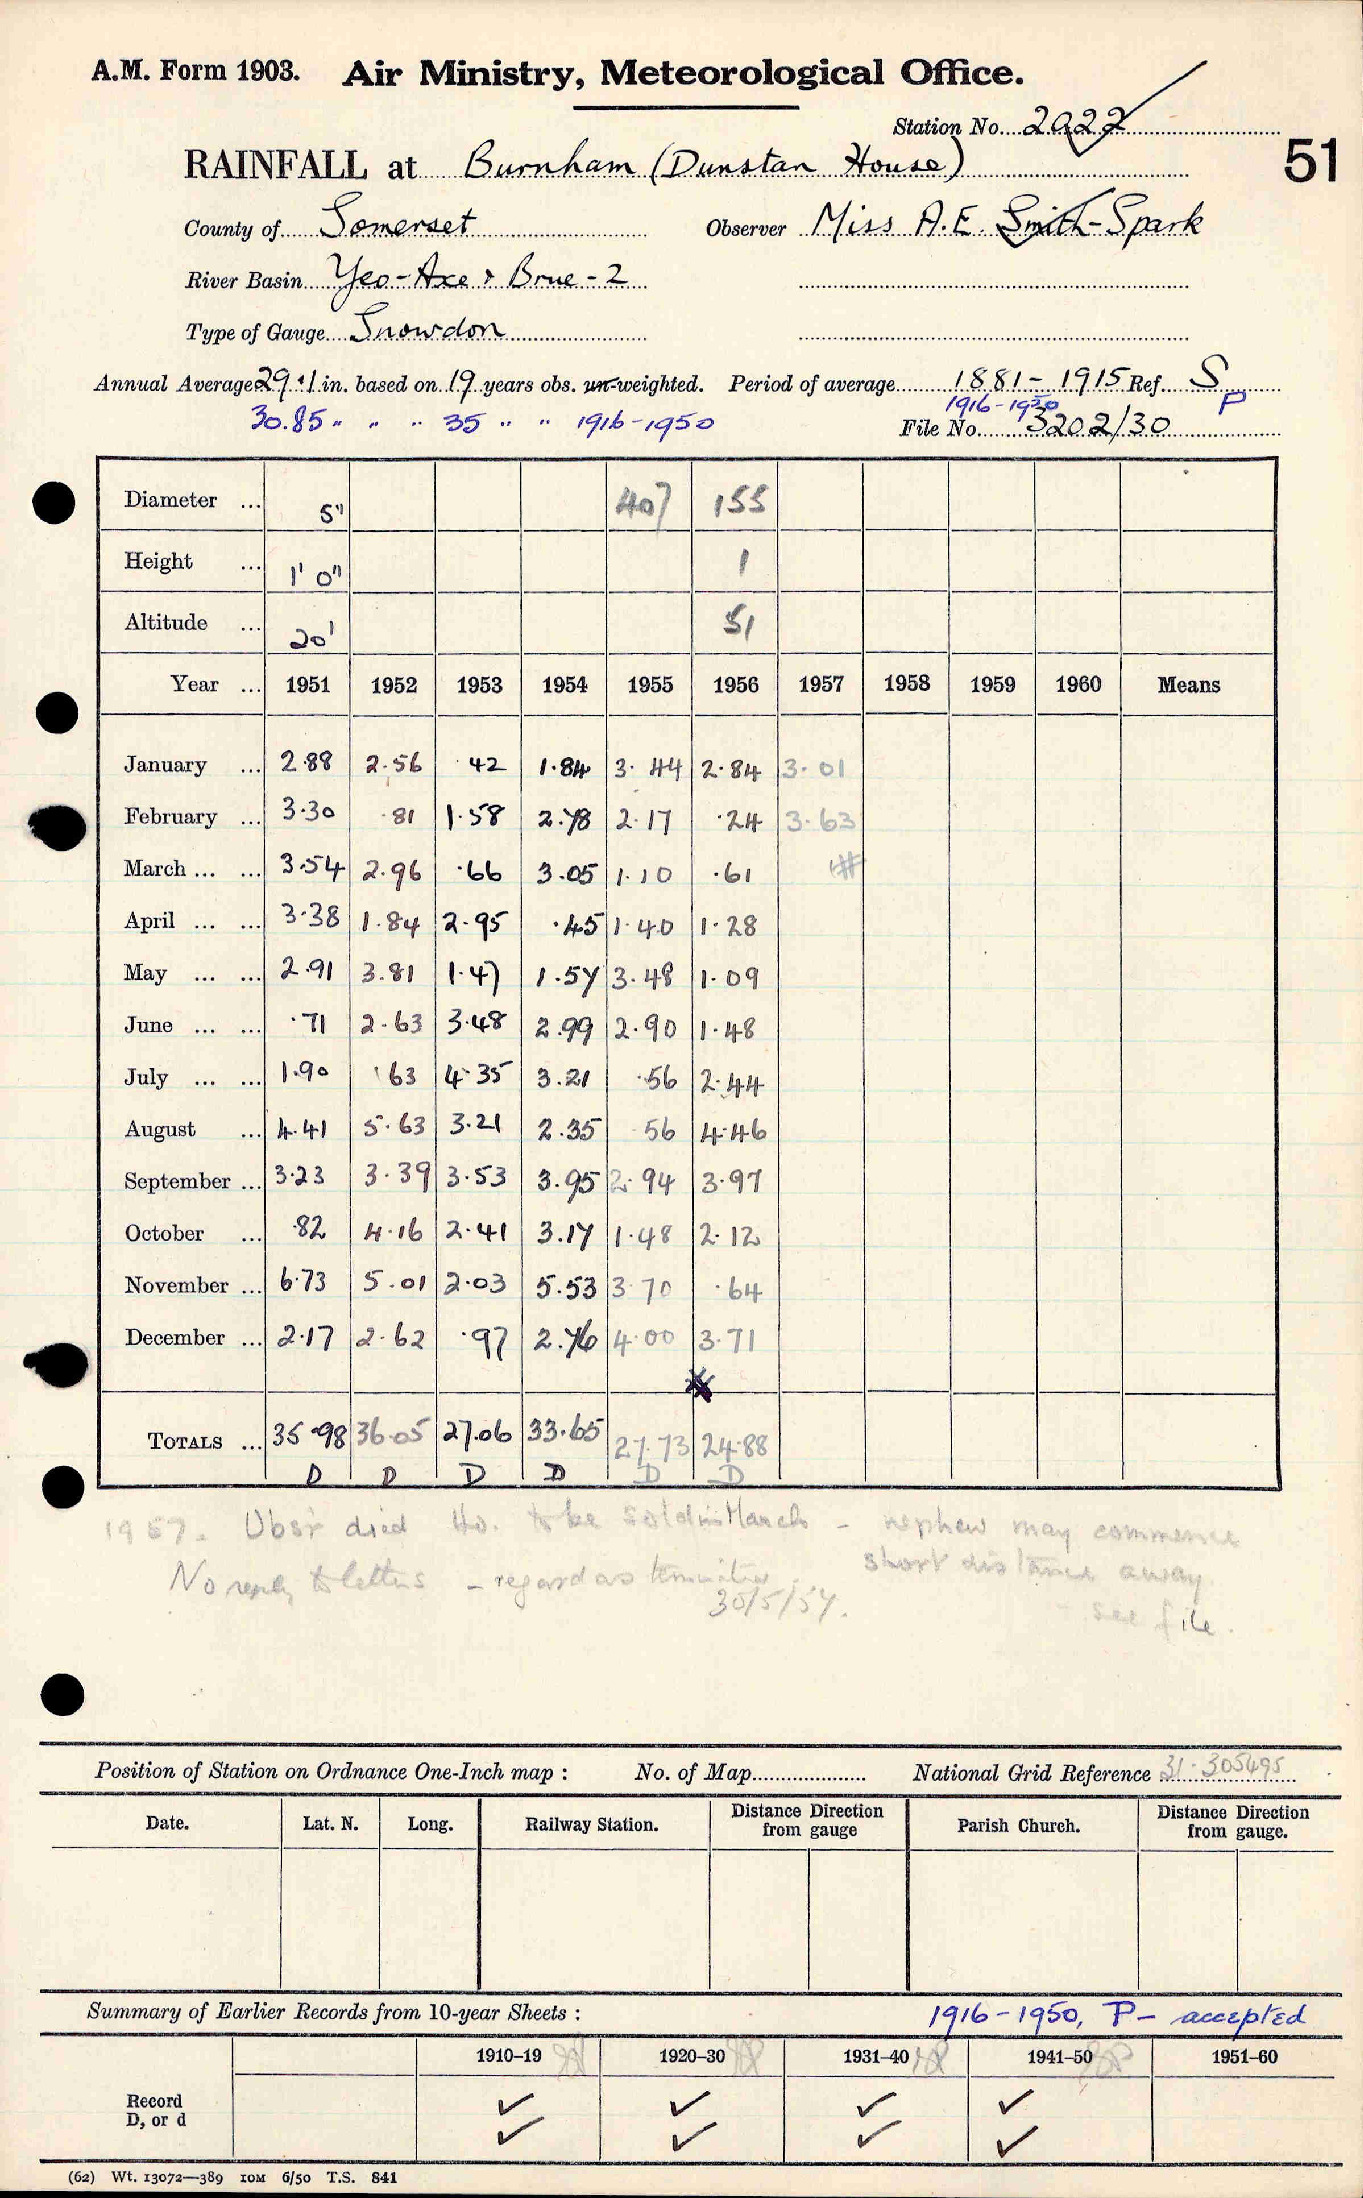 A.M. Form 1903. Air Ministry, Meteorological Office.
Station No. 2922
51
RAINFALL at Burnham (Dunstan House)
County of Somerset Observer Miss A.E. Smith-Spark
River Basin Yeo-Axe & Brue - 2
Type of Gauge Snowdon
Annual Average 29.1 in. based on 19 years obs. un-weighted. Period of average 1881-1915 Ref. S
30.85 " " " 35 " " 1916-1950 1916-1950 P
File No. 3202/30
Diameter ... 5" 407 155
Height ... 1' 0" 1
Altitude ... 20' 51
Year ... 1951 1952 1953 1954 1955 1956 1957 1958 1959 1960 Means
January ... 2.88 2.56 .42 1.84 3.44 2.84 3.01
February ... 3.30 .81 1.58 2.78 2.17 .24 3.63
March ... ... 3.54 2.96 .66 3.05 1.10 .61
April ... ... 3.38 1.84 2.95 .45 1.40 1.28
May ... ... 2.91 3.81 1.47 1.57 3.48 1.09
June ... ... .71 2.63 3.48 2.99 2.90 1.48
July ... ... 1.90 .63 4.35 3.21 .56 2.44
August ... 4.41 5.63 3.21 2.35 .56 4.46
September ... 3.23 3.39 3.53 3.95 2.94 3.97
October ... .82 4.16 2.41 3.17 1.48 2.12
November ... 6.73 5.01 2.03 5.53 3.70 .64
December ... 2.17 2.62 .97 2.76 4.00 3.71
TOTALS ... 35.98 36.05 27.06 33.65 27.73 24.88
D D D D D D
1957. Obsr died Ho. to be sold in March - nephew may commence
short distance away
- see file.
No reply to letters - regard as terminated.
30/5/57.
Position of Station on Ordnance One-Inch map : No. of Map National Grid Reference 31.305495
Date. Lat. N. Long. Railway Station. Distance Direction from gauge Parish Church. Distance Direction from gauge.
Summary of Earlier Records from 10-year Sheets : 1916-1950, P - accepted
1910-19 1920-30 1931-40 1941-50 1951-60
Record ✓ ✓ ✓ ✓
D, or d ✓ ✓ ✓ ✓
(62) Wt. 13072—389 10M 6/50 T.S. 841